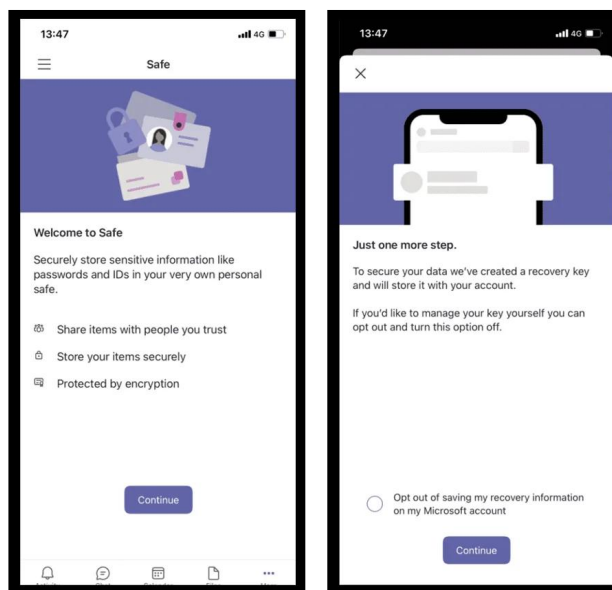 13:47
4G
Safe
Welcome to Safe
Securely store sensitive information like
passwords and IDs in your very own personal
safe.
Share items with people you trust
Store your items securely
Protected by encryption
Continue
13:47
4G
Just one more step.
To secure your data we've created a recovery key
and will store it with your account.
If you'd like to manage your key yourself you can
opt out and turn this option off.
Opt out of saving my recovery information
on my Microsoft account
Continue